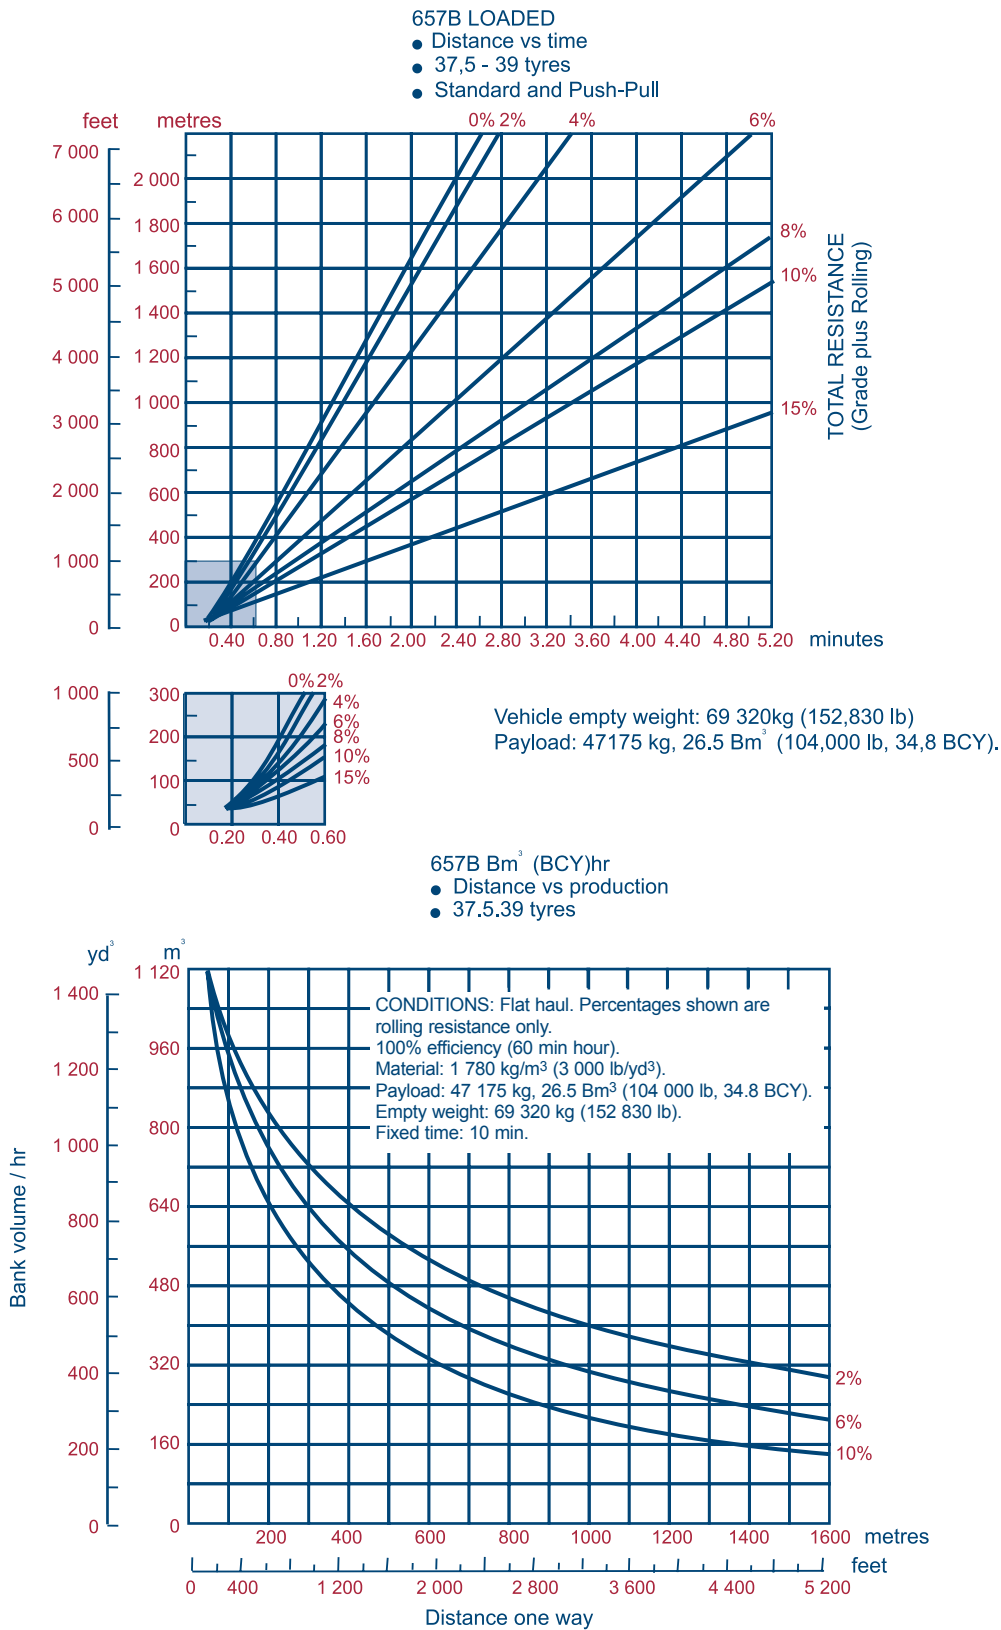 657B LOADED
● Distance vs time
● 37,5 - 39 tyres
● Standard and Push-Pull
feet metres 0% 2% 4% 6%
7 000
2 000
6 000 1 800 8%
5 000 1 600 10%
1 400
4 000 1 200
3 000 1 000 15%
800
2 000 600
1 000 400
200
0 0
TOTAL RESISTANCE
(Grade plus Rolling)
0.40 0.80 1.20 1.60 2.00 2.40 2.80 3.20 3.60 4.00 4.40 4.80 5.20 minutes
0% 2%
1 000 300 4%
6%
200 8%
500 10%
100 15%
0 0
0.20 0.40 0.60
Vehicle empty weight: 69 320kg (152,830 lb)
Payload: 47175 kg, 26.5 Bm³ (104,000 lb, 34,8 BCY).
657B Bm³ (BCY)hr
● Distance vs production
● 37.5.39 tyres
yd³ m³
1 120
1 400
960
1 200
800
1 000
640
800
480
600
320
400
160
200
0 0
Bank volume / hr
CONDITIONS: Flat haul. Percentages shown are
rolling resistance only.
100% efficiency (60 min hour).
Material: 1 780 kg/m³ (3 000 lb/yd³).
Payload: 47 175 kg, 26.5 Bm³ (104 000 lb, 34.8 BCY).
Empty weight: 69 320 kg (152 830 lb).
Fixed time: 10 min.
2%
6%
10%
200 400 600 800 1000 1200 1400 1600 metres
feet
0 400 1 200 2 000 2 800 3 600 4 400 5 200
Distance one way